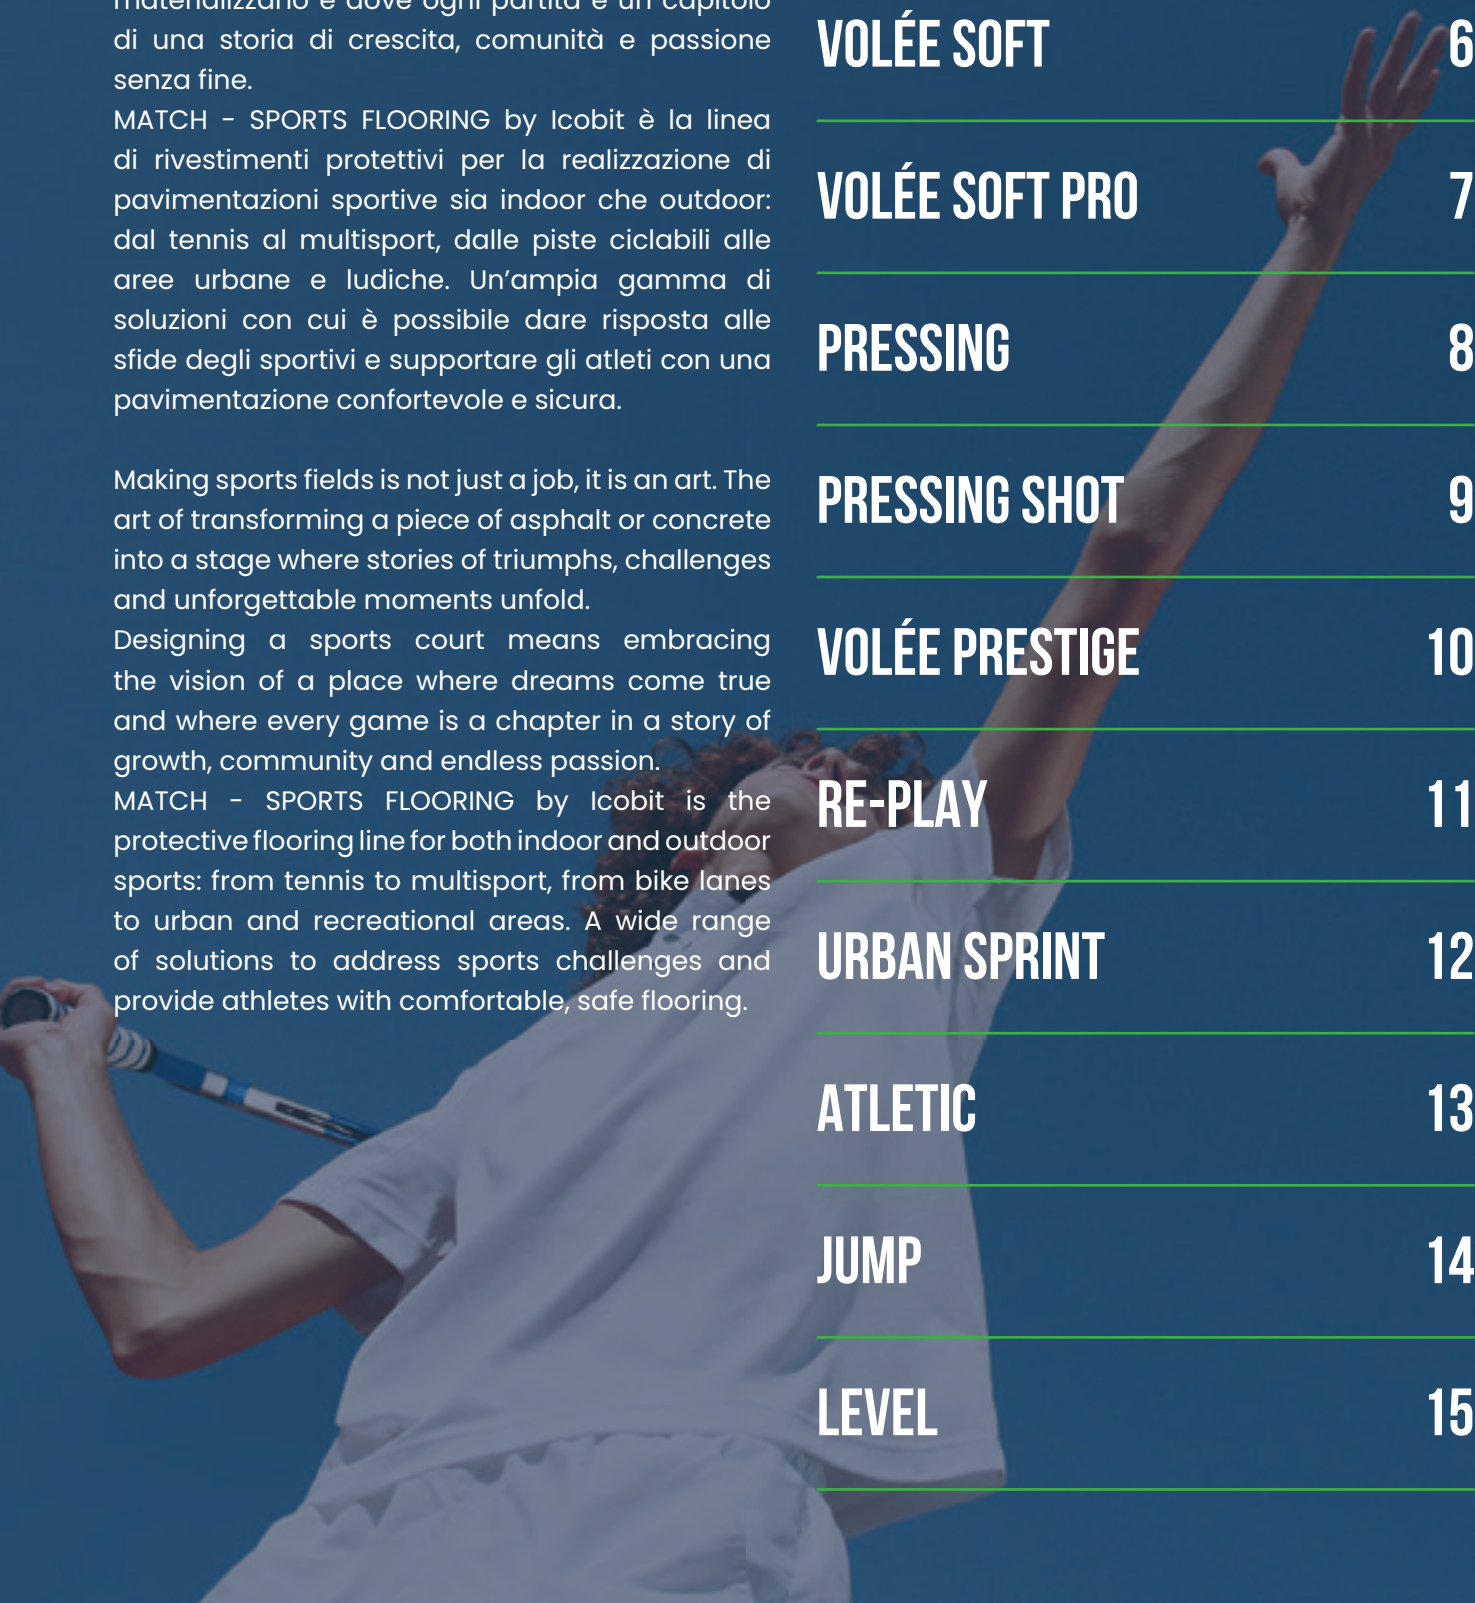 materializzano e dove ogni partita è un capitolo
di una storia di crescita, comunità e passione
senza fine.
MATCH - SPORTS FLOORING by Icobit è la linea
di rivestimenti protettivi per la realizzazione di
pavimentazioni sportive sia indoor che outdoor:
dal tennis al multisport, dalle piste ciclabili alle
aree urbane e ludiche. Un’ampia gamma di
soluzioni con cui è possibile dare risposta alle
sfide degli sportivi e supportare gli atleti con una
pavimentazione confortevole e sicura.
Making sports fields is not just a job, it is an art. The
art of transforming a piece of asphalt or concrete
into a stage where stories of triumphs, challenges
and unforgettable moments unfold.
Designing a sports court means embracing
the vision of a place where dreams come true
and where every game is a chapter in a story of
growth, community and endless passion.
MATCH - SPORTS FLOORING by Icobit is the
protective flooring line for both indoor and outdoor
sports: from tennis to multisport, from bike lanes
to urban and recreational areas. A wide range
of solutions to address sports challenges and
provide athletes with comfortable, safe flooring.
VOLÉE SOFT 6
VOLÉE SOFT PRO 7
PRESSING 8
PRESSING SHOT 9
VOLÉE PRESTIGE 10
RE-PLAY 11
URBAN SPRINT 12
ATLETIC 13
JUMP 14
LEVEL 15